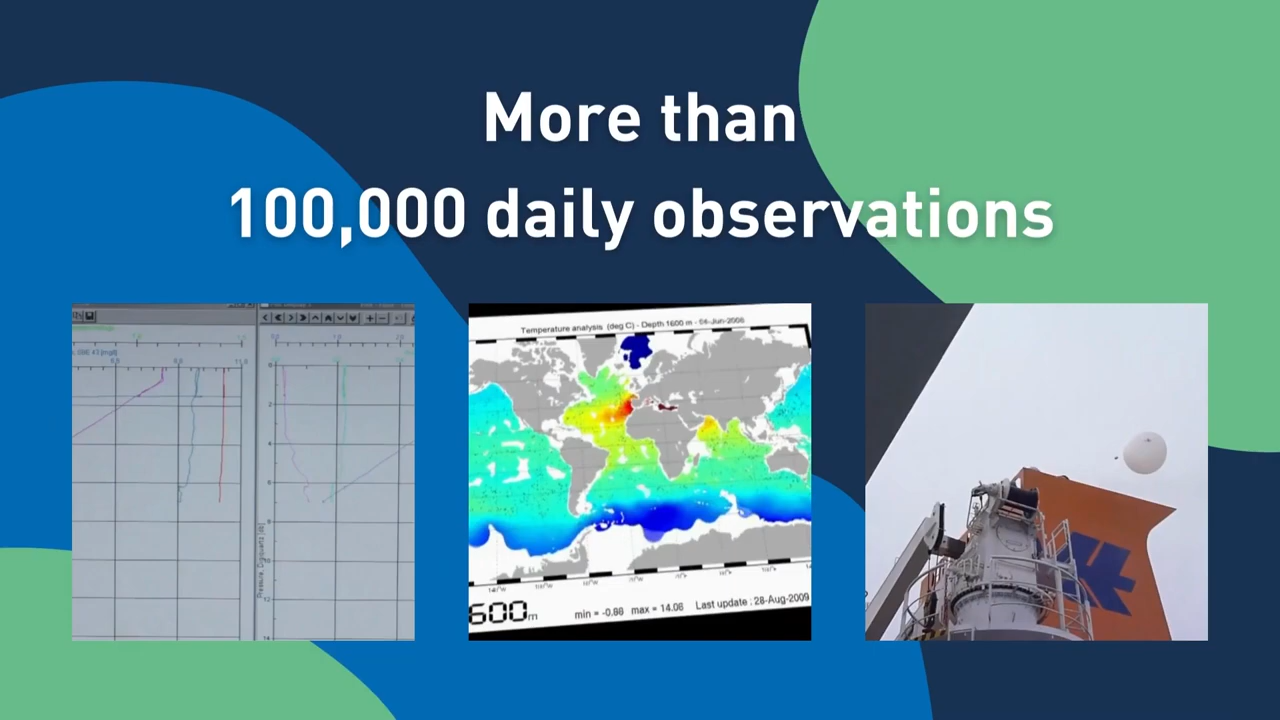 More than
100,000 daily observations
Temperature analysis (deg C) - Depth 1600 m - 04-Jun-2008
600m
min = -0.86 max = 14.06 Last update : 28-Aug-2009